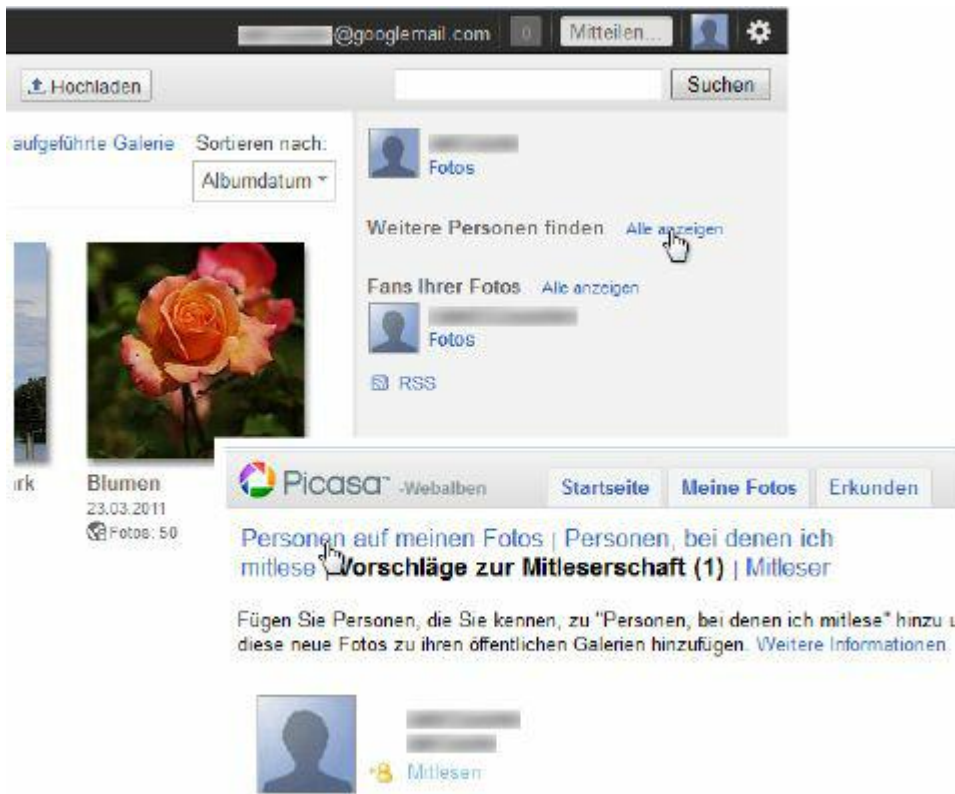 @googlemail.com 0 Mitteilen...
Hochladen Suchen
aufgeführte Galerie Sortieren nach:
Albumdatum
Fotos
Weitere Personen finden Alle anzeigen
Fans Ihrer Fotos Alle anzeigen
Fotos
RSS
rk Blumen
23.03.2011
Fotos: 50
Picasa™ -Webalben Startseite Meine Fotos Erkunden
Personen auf meinen Fotos | Personen, bei denen ich
mitlese Vorschläge zur Mitleserschaft (1) | Mitleser
Fügen Sie Personen, die Sie kennen, zu "Personen, bei denen ich mitlese" hinzu u
diese neue Fotos zu ihren öffentlichen Galerien hinzufügen. Weitere Informationen
Mitlesen